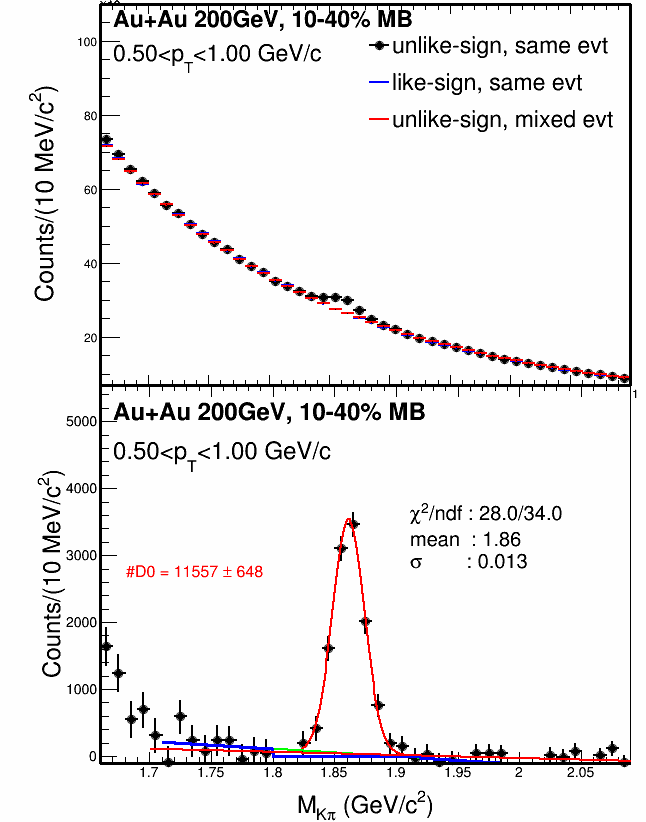 Au+Au 200GeV, 10-40% MB
0.50<p_T<1.00 GeV/c
unlike-sign, same evt
like-sign, same evt
unlike-sign, mixed evt
Counts/(10 MeV/c²)
100
80
60
40
20
1
Au+Au 200GeV, 10-40% MB
0.50<p_T<1.00 GeV/c
χ²/ndf : 28.0/34.0
mean : 1.86
σ : 0.013
#D0 = 11557 ± 648
Counts/(10 MeV/c²)
5000
4000
3000
2000
1000
0
1.7 1.75 1.8 1.85 1.9 1.95 2 2.05
M_Kπ (GeV/c²)